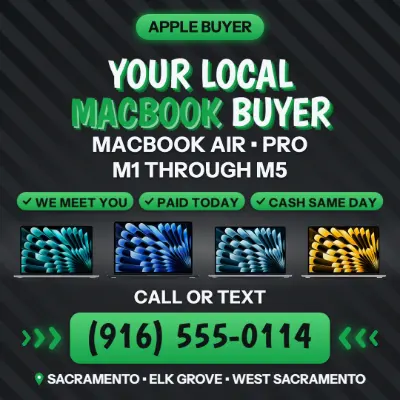 APPLE BUYER
YOUR LOCAL
MACBOOK BUYER
MACBOOK AIR ▪ PRO
M1 THROUGH M5
✓ WE MEET YOU ✓ PAID TODAY ✓ CASH SAME DAY
CALL OR TEXT
(916) 555-0114
SACRAMENTO ▪ ELK GROVE ▪ WEST SACRAMENTO